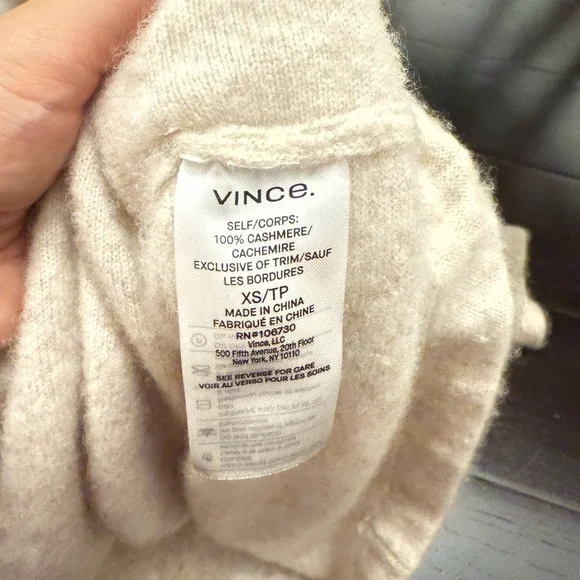 VINCE.
SELF/CORPS:
100% CASHMERE/
CACHEMIRE
EXCLUSIVE OF TRIM/SAUF
LES BORDURES
XS/TP
MADE IN CHINA
FABRIQUÉ EN CHINE
RN#106730
Vince, LLC
500 Fifth Avenue, 20th Floor
New York, NY 10110
SEE REVERSE FOR CARE
VOIR AU VERSO POUR LES SOINS